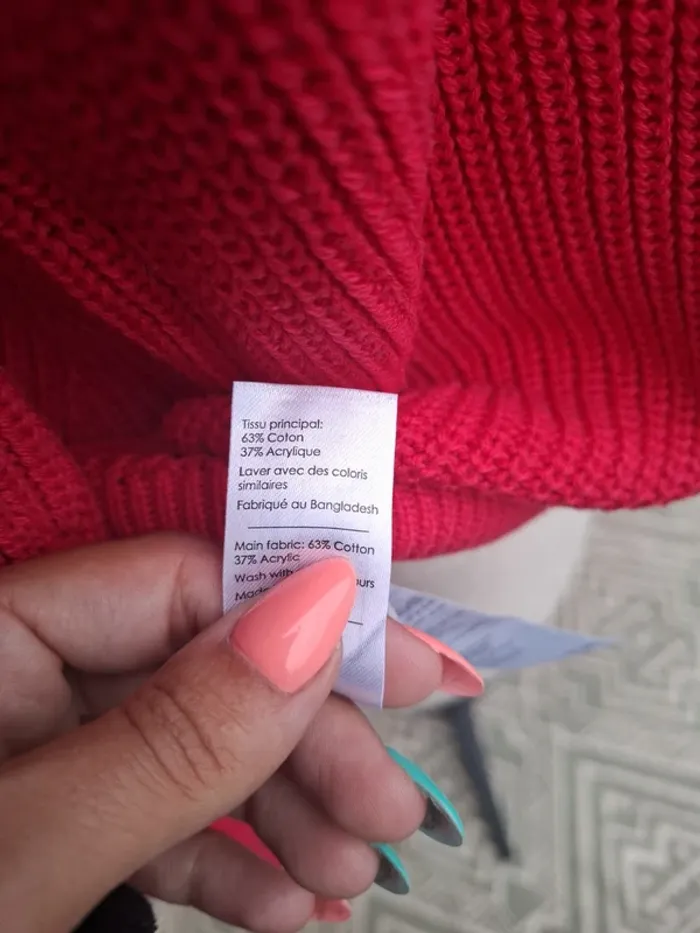 Tissu principal:
63% Coton
37% Acrylique
Laver avec des coloris
similaires
Fabriqué au Bangladesh
Main fabric: 63% Cotton
37% Acrylic
Wash with
Made